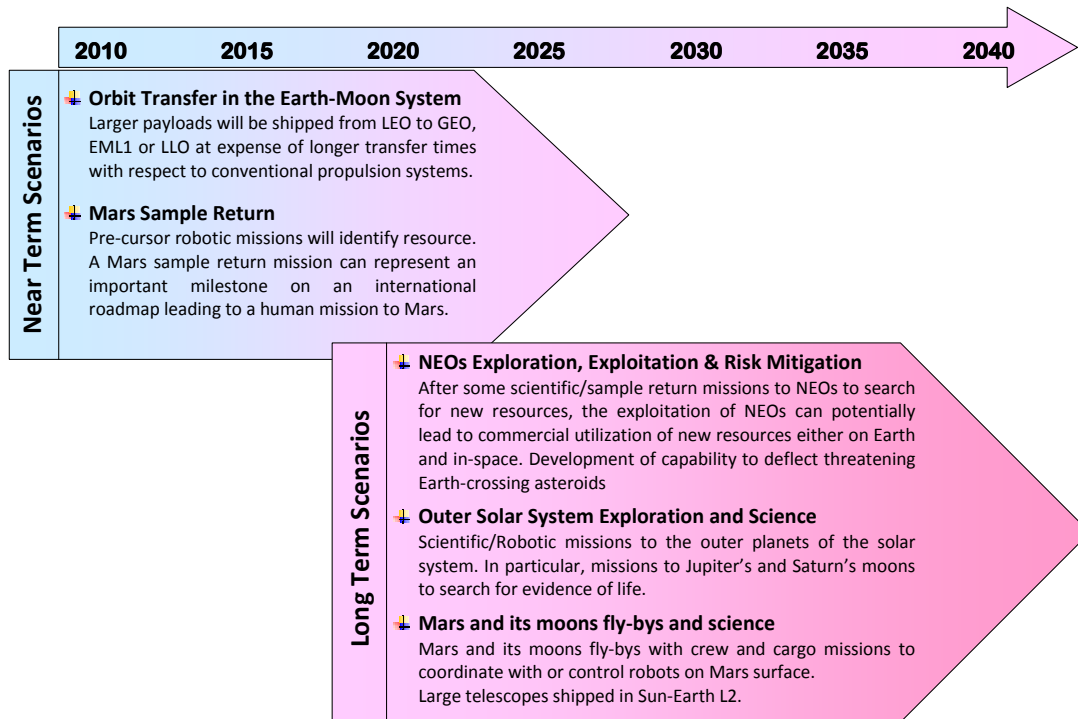 2010 2015 2020 2025 2030 2035 2040
Near Term Scenarios
Orbit Transfer in the Earth-Moon System
Larger payloads will be shipped from LEO to GEO,
EML1 or LLO at expense of longer transfer times
with respect to conventional propulsion systems.
Mars Sample Return
Pre-cursor robotic missions will identify resource.
A Mars sample return mission can represent an
important milestone on an international
roadmap leading to a human mission to Mars.
Long Term Scenarios
NEOs Exploration, Exploitation & Risk Mitigation
After some scientific/sample return missions to NEOs to search
for new resources, the exploitation of NEOs can potentially
lead to commercial utilization of new resources either on Earth
and in-space. Development of capability to deflect threatening
Earth-crossing asteroids
Outer Solar System Exploration and Science
Scientific/Robotic missions to the outer planets of the solar
system. In particular, missions to Jupiter’s and Saturn’s moons
to search for evidence of life.
Mars and its moons fly-bys and science
Mars and its moons fly-bys with crew and cargo missions to
coordinate with or control robots on Mars surface.
Large telescopes shipped in Sun-Earth L2.